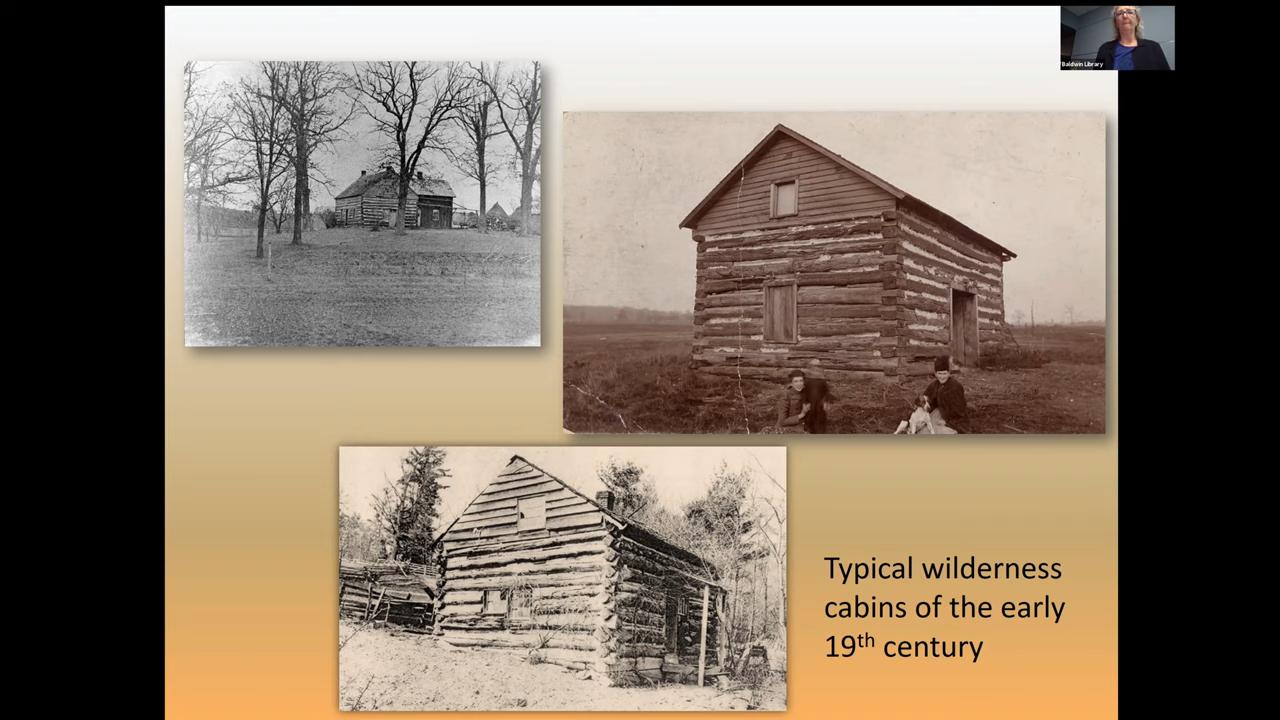 Baldwin Library
Typical wilderness
cabins of the early
19th century